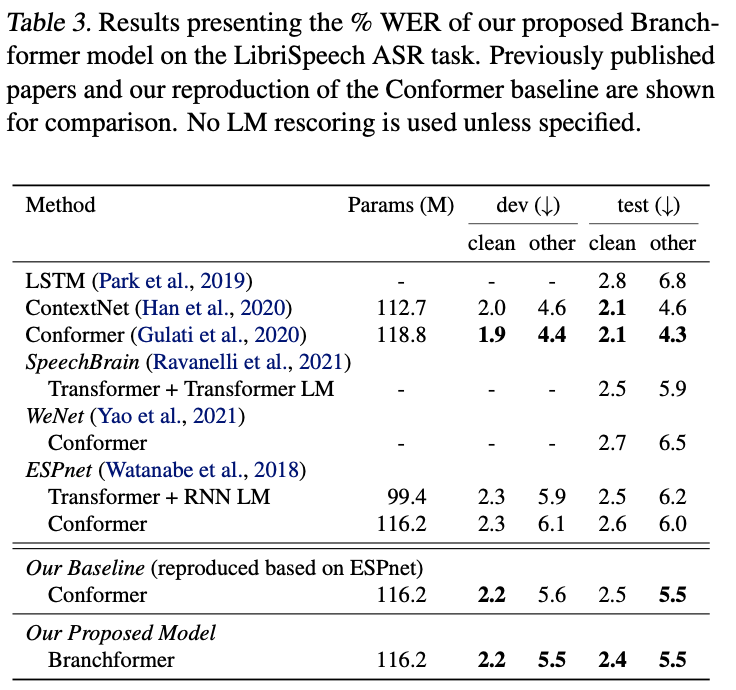 Table 3. Results presenting the % WER of our proposed Branch-
former model on the LibriSpeech ASR task. Previously published
papers and our reproduction of the Conformer baseline are shown
for comparison. No LM rescoring is used unless specified.
Method Params (M) dev (↓) test (↓)
clean other clean other
LSTM (Park et al., 2019) - - - 2.8 6.8
ContextNet (Han et al., 2020) 112.7 2.0 4.6 2.1 4.6
Conformer (Gulati et al., 2020) 118.8 1.9 4.4 2.1 4.3
SpeechBrain (Ravanelli et al., 2021)
Transformer + Transformer LM - - - 2.5 5.9
WeNet (Yao et al., 2021)
Conformer - - - 2.7 6.5
ESPnet (Watanabe et al., 2018)
Transformer + RNN LM 99.4 2.3 5.9 2.5 6.2
Conformer 116.2 2.3 6.1 2.6 6.0
Our Baseline (reproduced based on ESPnet)
Conformer 116.2 2.2 5.6 2.5 5.5
Our Proposed Model
Branchformer 116.2 2.2 5.5 2.4 5.5